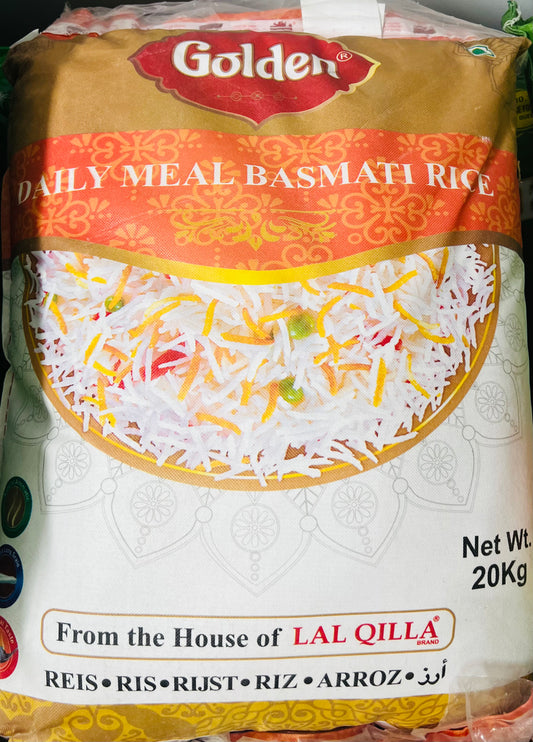 Golden®
DAILY MEAL BASMATI RICE
Net Wt.
20Kg
From the House of LAL QILLA®
BRAND
REIS • RIS • RIJST • RIZ • ARROZ • أرز